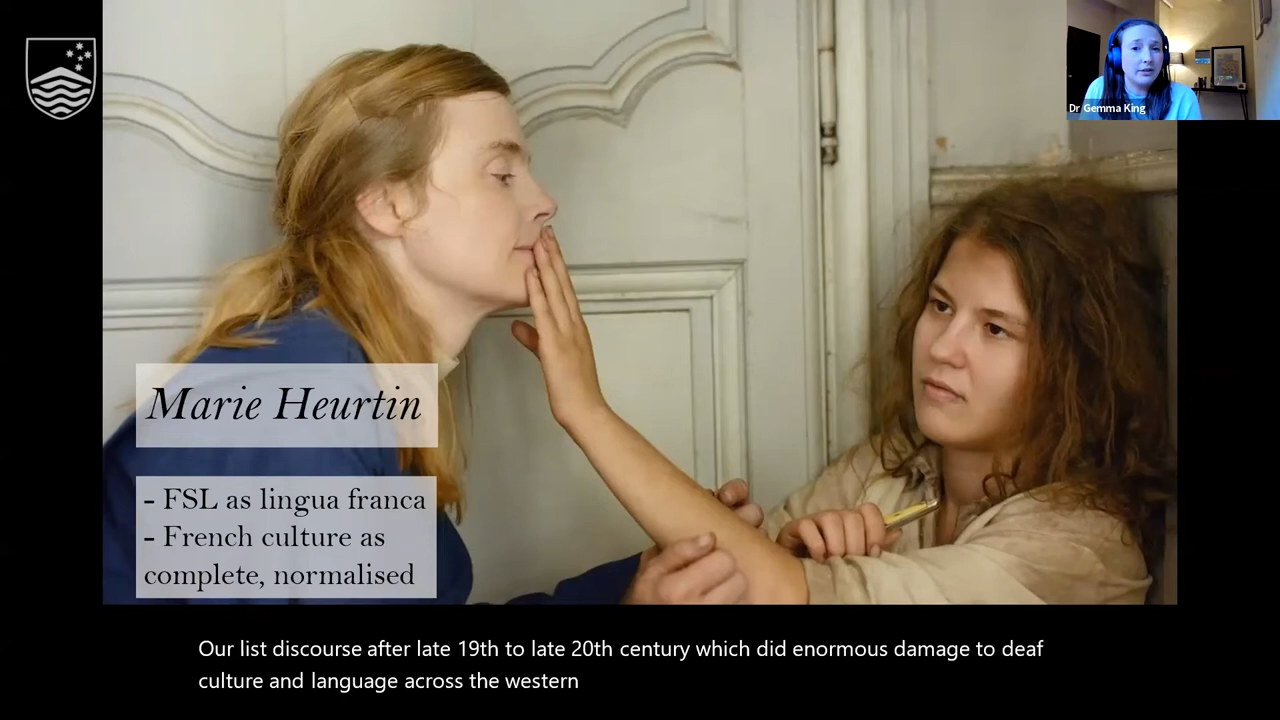 Dr Gemma King
Marie Heurtin
- FSL as lingua franca
- French culture as
complete, normalised
Our list discourse after late 19th to late 20th century which did enormous damage to deaf
culture and language across the western